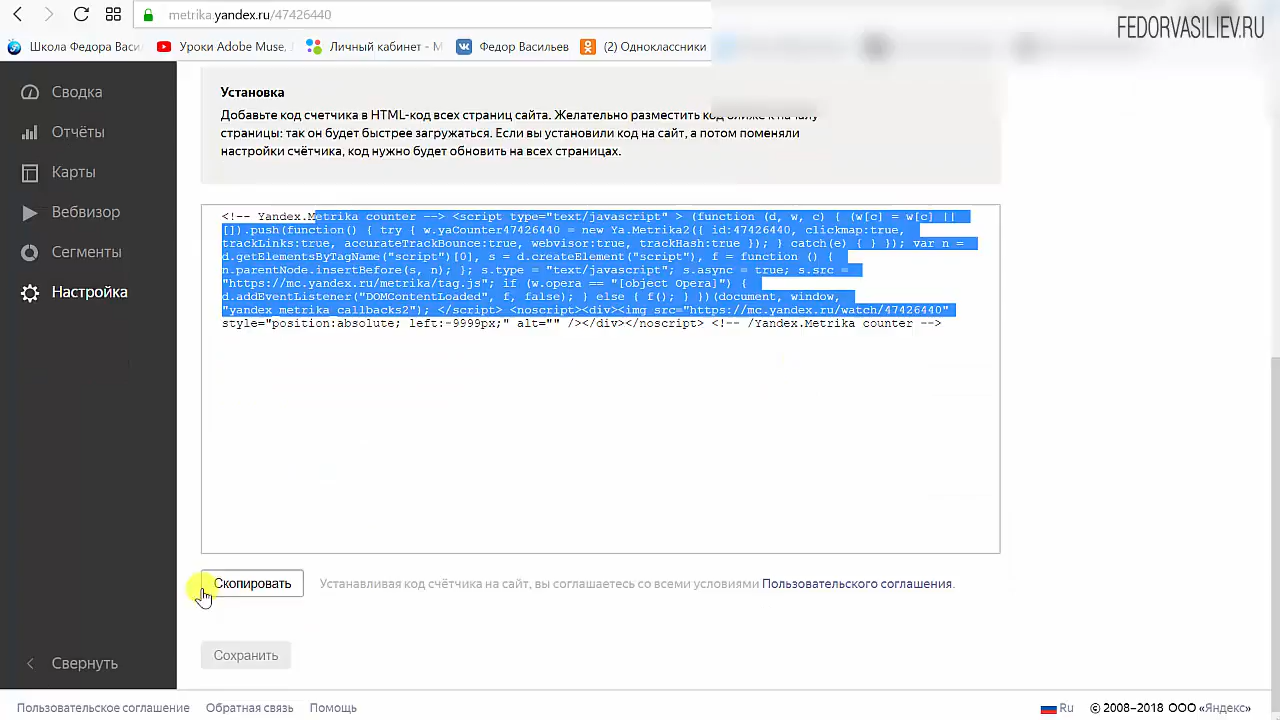 metrika.yandex.ru/47426440
FEDORVASILIEV.RU
Школа Федора Васи
Уроки Adobe Muse.
Личный кабинет - М
Федор Васильев
(2) Одноклассники
Сводка
Отчёты
Карты
Вебвизор
Сегменты
Настройка
Свернуть
Установка
Добавьте код счетчика в HTML-код всех страниц сайта. Желательно разместить код ближе к началу
страницы: так он будет быстрее загружаться. Если вы установили код на сайт, а потом поменяли
настройки счётчика, код нужно будет обновить на всех страницах.
<!-- Yandex.Metrika counter --> <script type="text/javascript" > (function (d, w, c) { (w[c] = w[c] ||
[]).push(function() { try { w.yaCounter47426440 = new Ya.Metrika2({ id:47426440, clickmap:true,
trackLinks:true, accurateTrackBounce:true, webvisor:true, trackHash:true }); } catch(e) { } }); var n =
d.getElementsByTagName("script")[0], s = d.createElement("script"), f = function () {
n.parentNode.insertBefore(s, n); }; s.type = "text/javascript"; s.async = true; s.src =
"https://mc.yandex.ru/metrika/tag.js"; if (w.opera == "[object Opera]") {
d.addEventListener("DOMContentLoaded", f, false); } else { f(); } })(document, window,
"yandex_metrika_callbacks2"); </script> <noscript><div><img src="https://mc.yandex.ru/watch/47426440"
style="position:absolute; left:-9999px;" alt="" /></div></noscript> <!-- /Yandex.Metrika counter -->
Скопировать
Устанавливая код счётчика на сайт, вы соглашаетесь со всеми условиями Пользовательского соглашения.
Сохранить
Пользовательское соглашение
Обратная связь
Помощь
Ru
© 2008–2018 ООО «Яндекс»